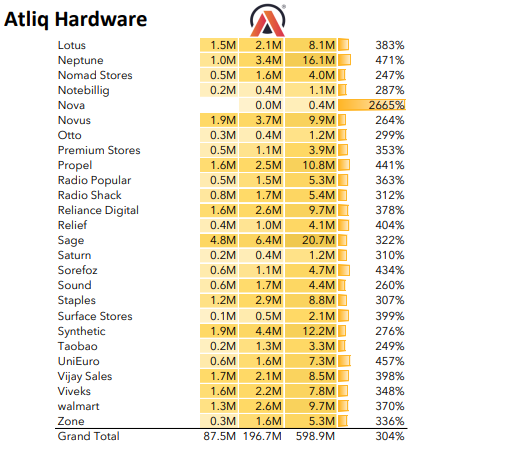 Atliq Hardware
Lotus 1.5M 2.1M 8.1M 383%
Neptune 1.0M 3.4M 16.1M 471%
Nomad Stores 0.5M 1.6M 4.0M 247%
Notebillig 0.2M 0.4M 1.1M 287%
Nova 0.0M 0.4M 2665%
Novus 1.9M 3.7M 9.9M 264%
Otto 0.3M 0.4M 1.2M 299%
Premium Stores 0.5M 1.1M 3.9M 353%
Propel 1.6M 2.5M 10.8M 441%
Radio Popular 0.5M 1.5M 5.3M 363%
Radio Shack 0.8M 1.7M 5.4M 312%
Reliance Digital 1.6M 2.6M 9.7M 378%
Relief 0.4M 1.0M 4.1M 404%
Sage 4.8M 6.4M 20.7M 322%
Saturn 0.2M 0.4M 1.2M 310%
Sorefoz 0.6M 1.1M 4.7M 434%
Sound 0.6M 1.7M 4.4M 260%
Staples 1.2M 2.9M 8.8M 307%
Surface Stores 0.1M 0.5M 2.1M 399%
Synthetic 1.9M 4.4M 12.2M 276%
Taobao 0.2M 1.3M 3.3M 249%
UniEuro 0.6M 1.6M 7.3M 457%
Vijay Sales 1.7M 2.1M 8.5M 398%
Viveks 1.6M 2.2M 7.8M 348%
walmart 1.3M 2.6M 9.7M 370%
Zone 0.3M 1.6M 5.3M 336%
Grand Total 87.5M 196.7M 598.9M 304%